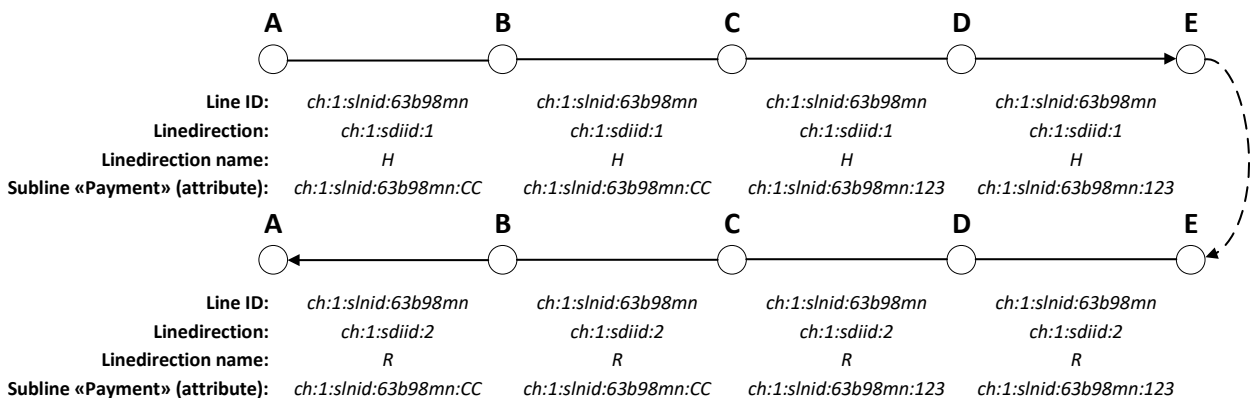 A B C D E
Line ID: ch:1:slnid:63b98mn ch:1:slnid:63b98mn ch:1:slnid:63b98mn ch:1:slnid:63b98mn
Linedirection: ch:1:sdiid:1 ch:1:sdiid:1 ch:1:sdiid:1 ch:1:sdiid:1
Linedirection name: H H H H
Subline «Payment» (attribute): ch:1:slnid:63b98mn:CC ch:1:slnid:63b98mn:CC ch:1:slnid:63b98mn:123 ch:1:slnid:63b98mn:123
A B C D E
Line ID: ch:1:slnid:63b98mn ch:1:slnid:63b98mn ch:1:slnid:63b98mn ch:1:slnid:63b98mn
Linedirection: ch:1:sdiid:2 ch:1:sdiid:2 ch:1:sdiid:2 ch:1:sdiid:2
Linedirection name: R R R R
Subline «Payment» (attribute): ch:1:slnid:63b98mn:CC ch:1:slnid:63b98mn:CC ch:1:slnid:63b98mn:123 ch:1:slnid:63b98mn:123